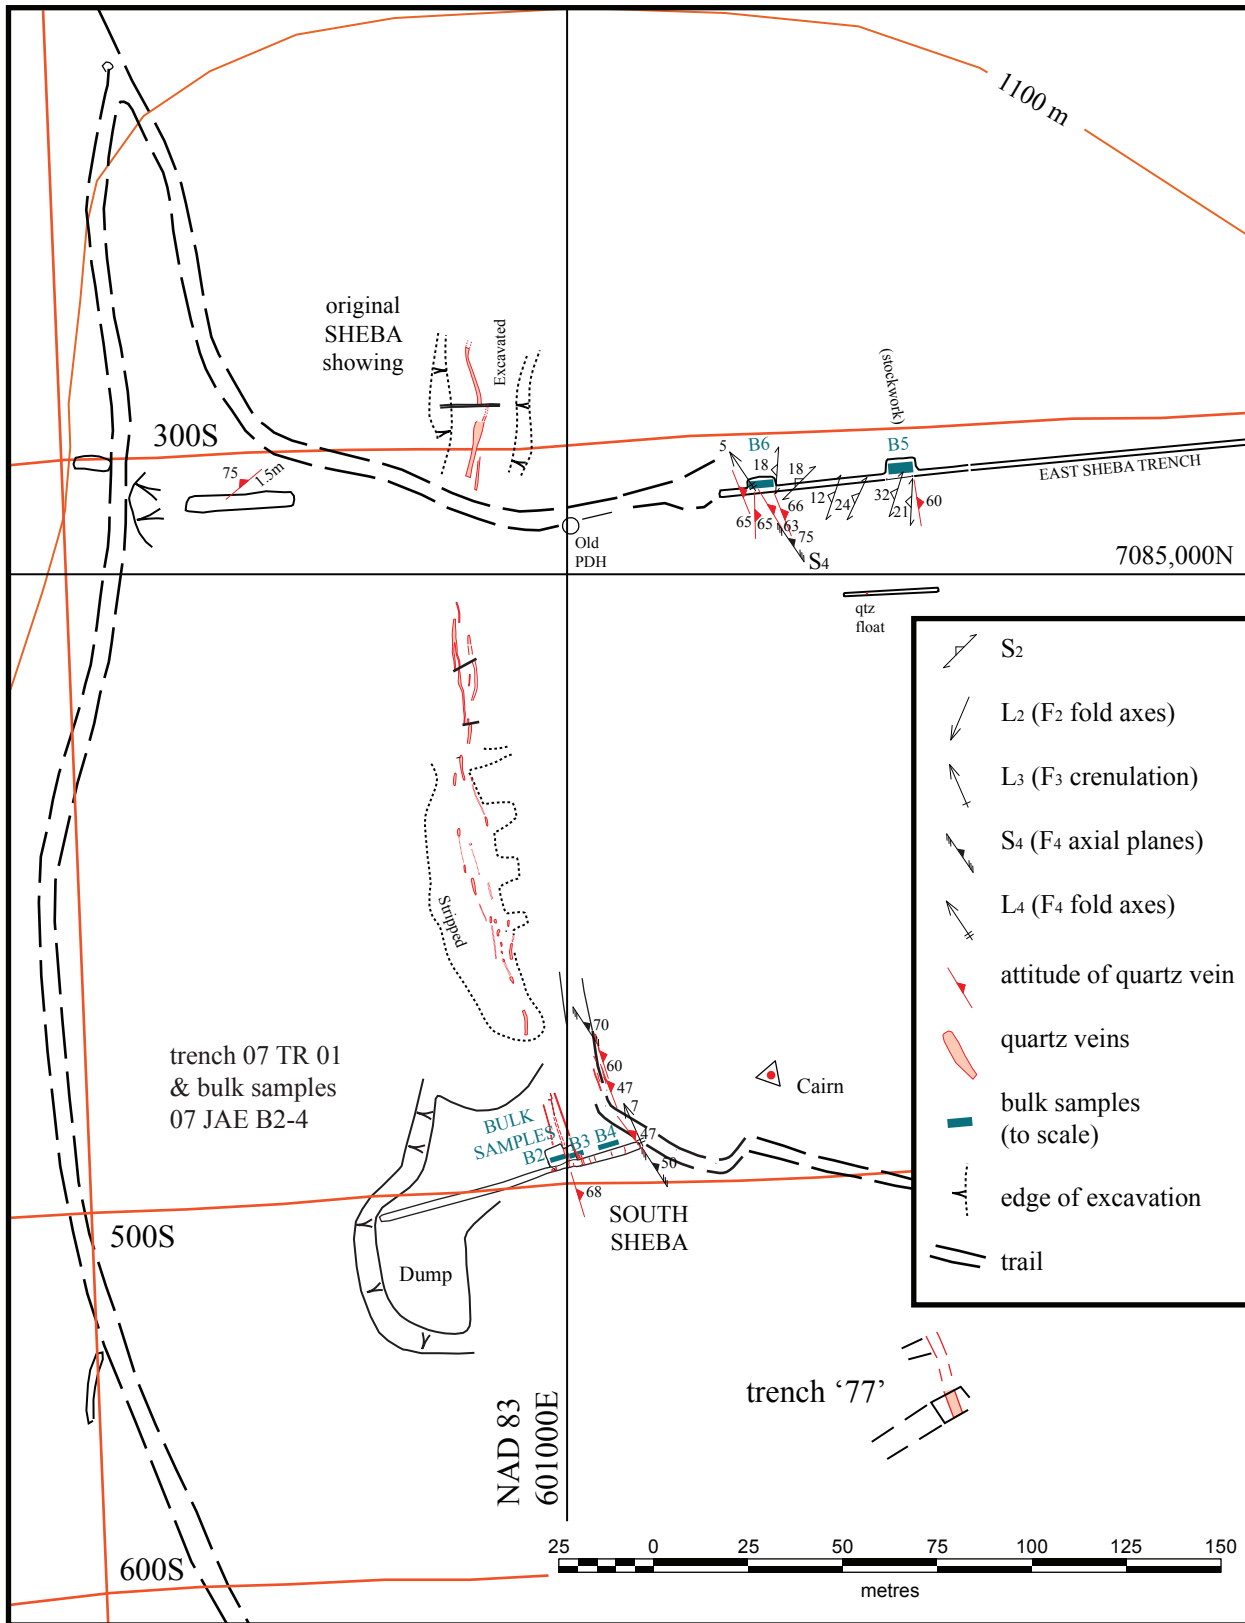 1100 m
original
SHEBA
showing
Excavated
(stockwork)
300S
5
B6
B5
18
18
EAST SHEBA TRENCH
75
1.5m
12
24
32
21
60
66
65
65
63
75
S4
Old
PDH
7085,000N
qtz
float
S2
L2 (F2 fold axes)
L3 (F3 crenulation)
S4 (F4 axial planes)
L4 (F4 fold axes)
attitude of quartz vein
quartz veins
bulk samples
(to scale)
edge of excavation
trail
Stripped
trench 07 TR 01
& bulk samples
07 JAE B2-4
70
60
47
7
47
50
68
Cairn
BULK
SAMPLES
B2
B3
B4
SOUTH
SHEBA
500S
Dump
trench ‘77’
NAD 83
601000E
600S
25 0 25 50 75 100 125 150
metres